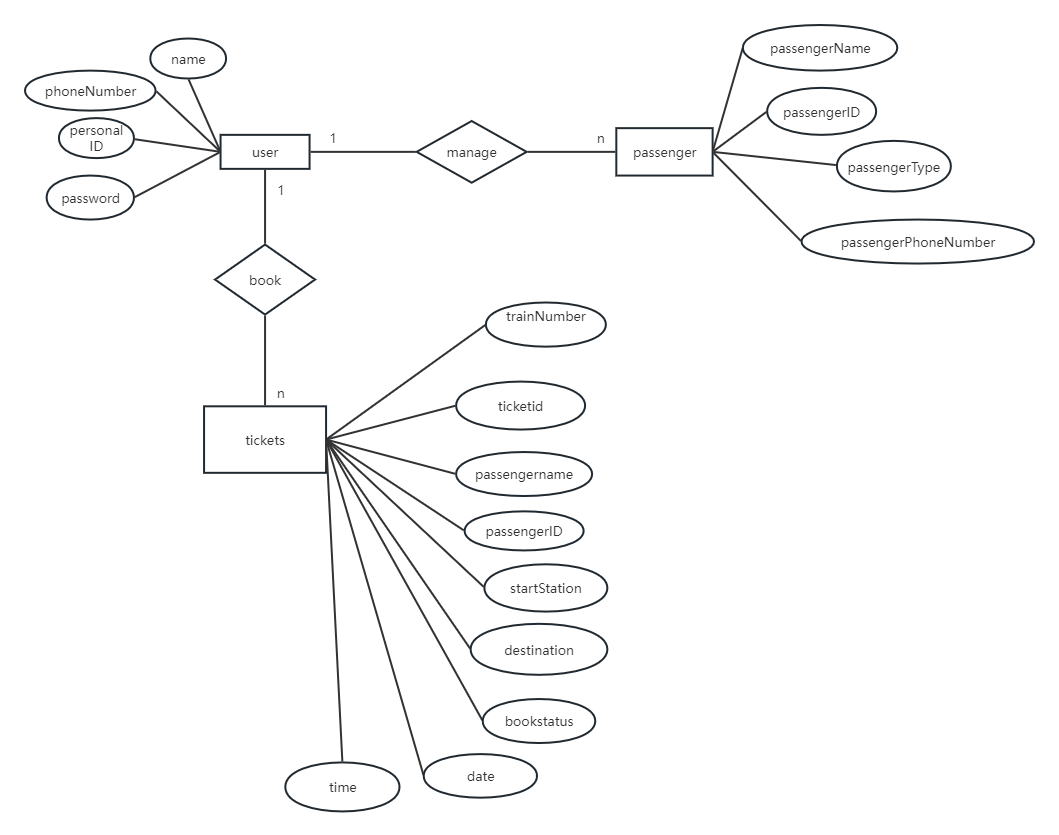 passengerName
name
phoneNumber
passengerID
personal
ID
1
n
user
manage
passenger
passengerType
1
password
passengerPhoneNumber
book
trainNumber
n
ticketid
tickets
passengername
passengerID
startStation
destination
bookstatus
date
time